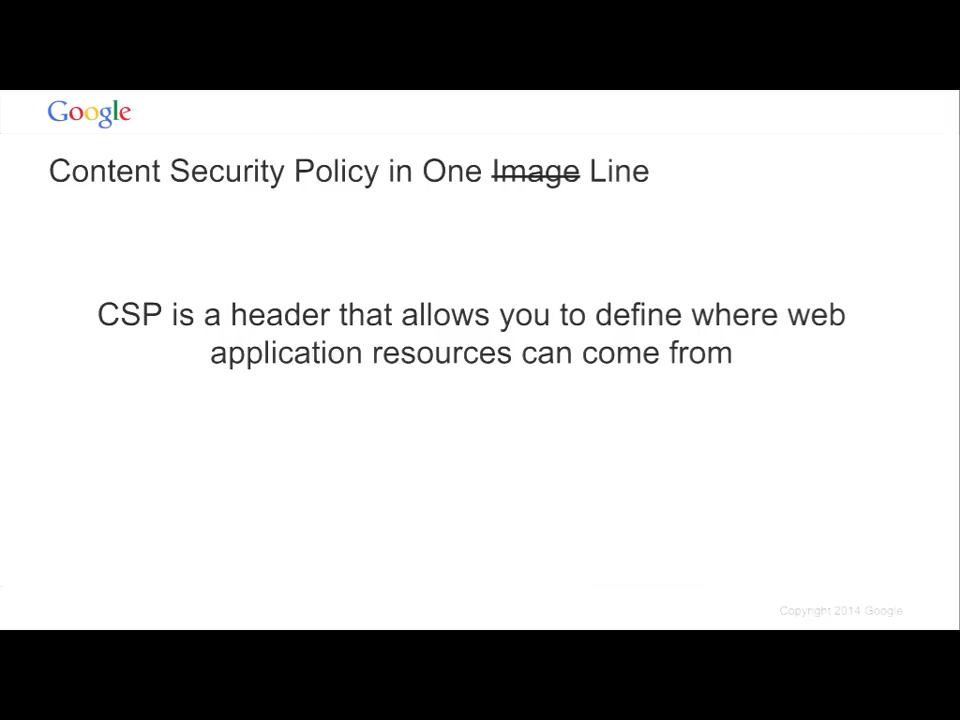 Google
Content Security Policy in One Image Line
CSP is a header that allows you to define where web
application resources can come from
Copyright 2014 Google